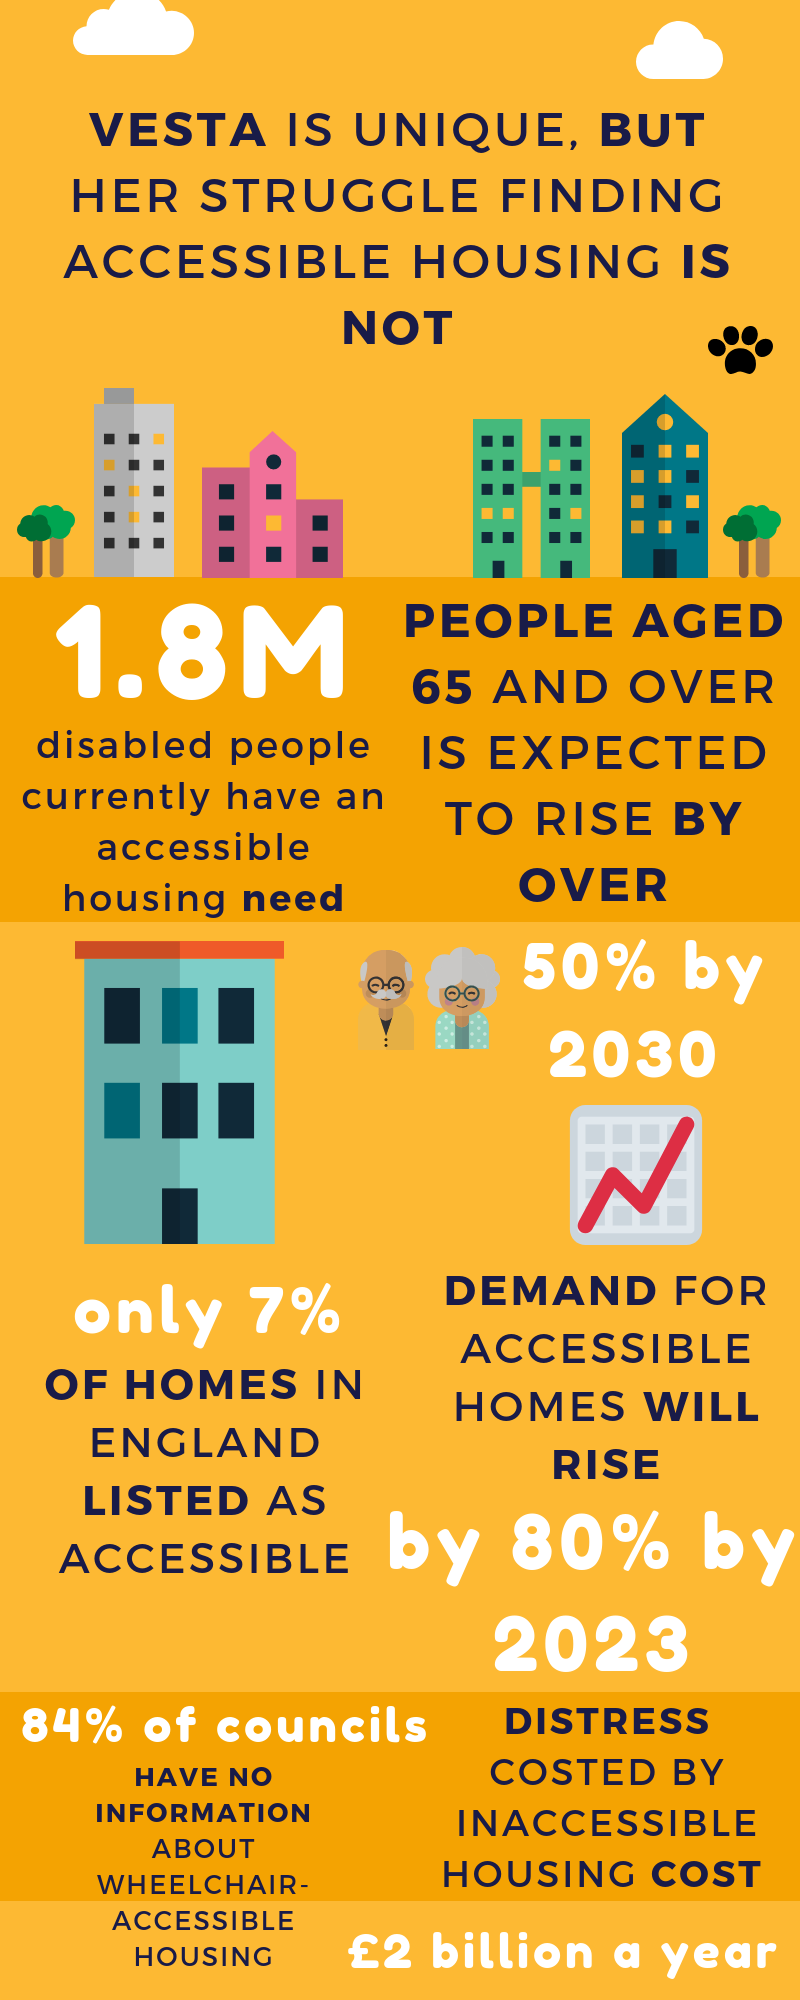 VESTA IS UNIQUE, BUT
HER STRUGGLE FINDING
ACCESSIBLE HOUSING IS
NOT
1.8M
disabled people
currently have an
accessible
housing need
PEOPLE AGED
65 AND OVER
IS EXPECTED
TO RISE BY
OVER
50% by
2030
only 7%
OF HOMES IN
ENGLAND
LISTED AS
ACCESSIBLE
DEMAND FOR
ACCESSIBLE
HOMES WILL
RISE
by 80% by
2023
84% of councils
HAVE NO
INFORMATION
ABOUT
WHEELCHAIR-
ACCESSIBLE
HOUSING
DISTRESS
COSTED BY
INACCESSIBLE
HOUSING COST
£2 billion a year